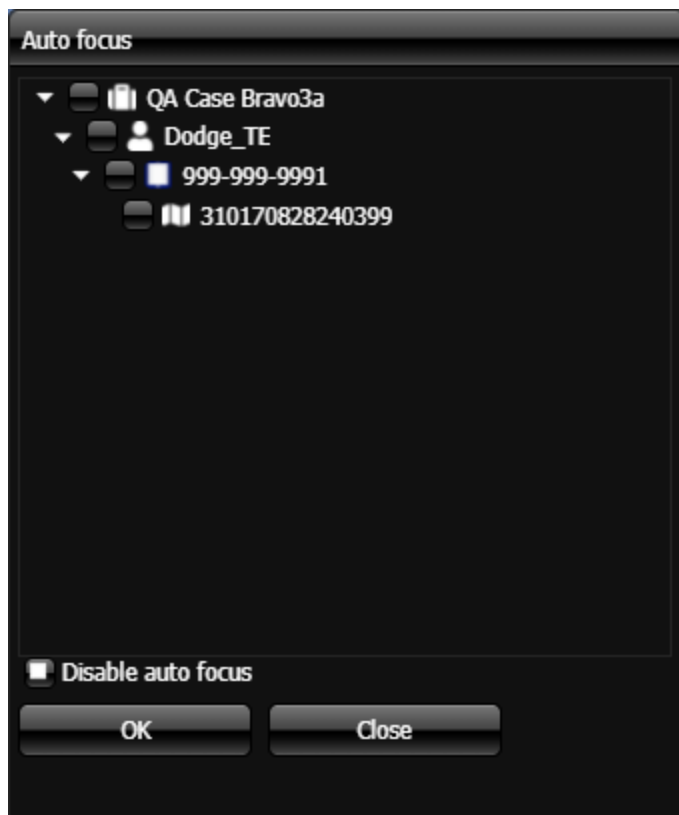 Auto focus
QA Case Bravo3a
Dodge_TE
999-999-9991
310170828240399
Disable auto focus
OK
Close